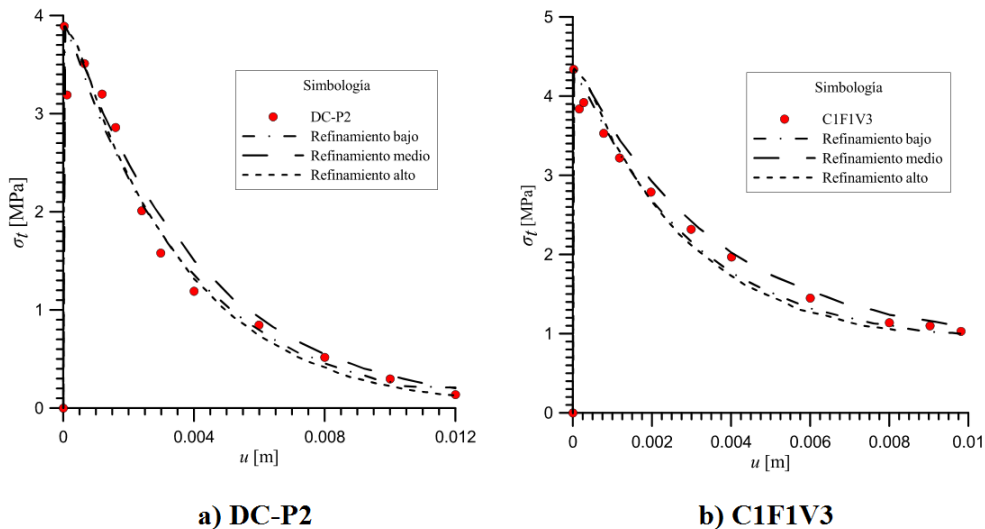 4
3
2
1
0
σt [MPa]
0
0.004
0.008
0.012
u [m]
Simbología
DC-P2
Refinamiento bajo
Refinamiento medio
Refinamiento alto
a) DC-P2
5
4
3
2
1
0
σt [MPa]
0
0.002
0.004
0.006
0.008
0.01
u [m]
Simbología
C1F1V3
Refinamiento bajo
Refinamiento medio
Refinamiento alto
b) C1F1V3